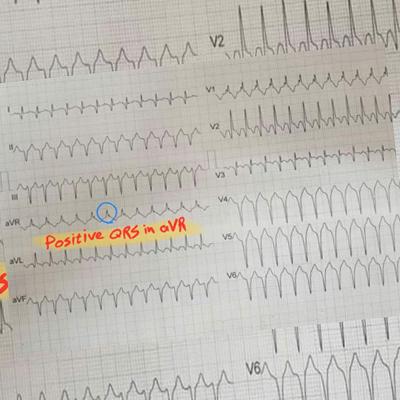 V2
I
V1
II
V2
III
V3
aVR
V4
Positive QRS in aVR
aVL
V5
S
aVF
V6
V6